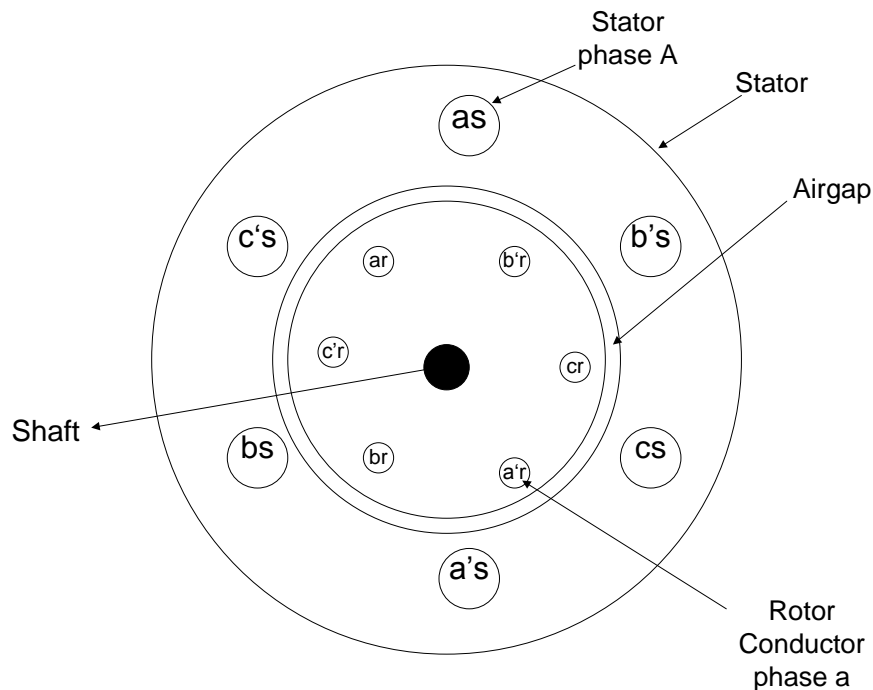 Stator
phase A
Stator
as
Airgap
c‘s
b’s
ar
b‘r
c’r
cr
Shaft
bs
br
a‘r
cs
a’s
Rotor
Conductor
phase a